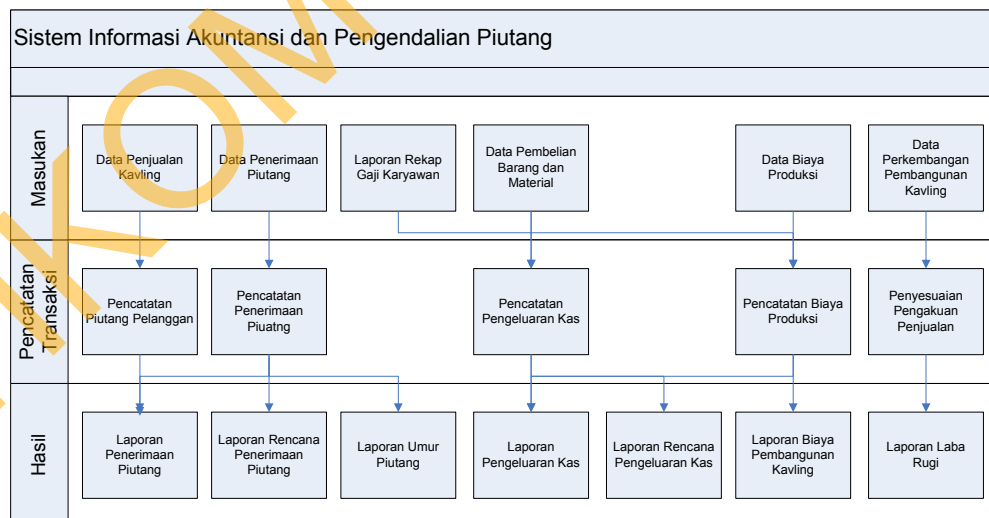 Sistem Informasi Akuntansi dan Pengendalian Piutang
Masukan
Data Penjualan
Kavling
Data Penerimaan
Piutang
Laporan Rekap
Gaji Karyawan
Data Pembelian
Barang dan
Material
Data Biaya
Produksi
Data
Perkembangan
Pembangunan
Kavling
Pencatatan
Transaksi
Pencatatan
Piutang Pelanggan
Pencatatan
Penerimaan
Piuatng
Pencatatan
Pengeluaran Kas
Pencatatan Biaya
Produksi
Penyesuaian
Pengakuan
Penjualan
Hasil
Laporan
Penerimaan
Piutang
Laporan Rencana
Penerimaan
Piutang
Laporan Umur
Piutang
Laporan
Pengeluaran Kas
Laporan Rencana
Pengeluaran Kas
Laporan Biaya
Pembangunan
Kavling
Laporan Laba
Rugi